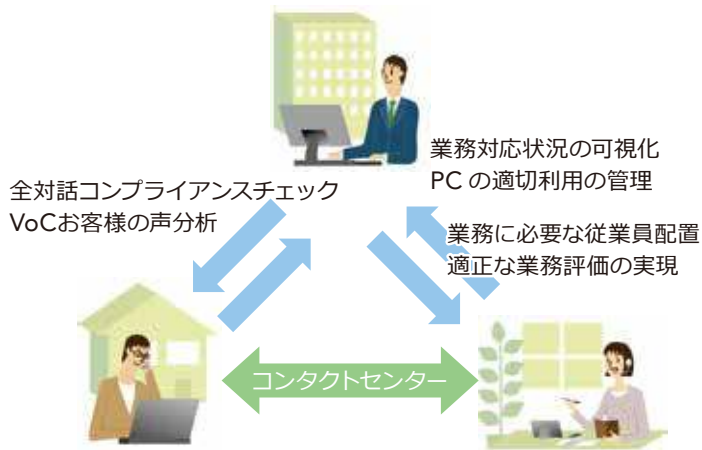 業務対応状況の可視化
PC の適切利用の管理
全対話コンプライアンスチェック
VoCお客様の声分析
業務に必要な従業員配置
適正な業務評価の実現
コンタクトセンター